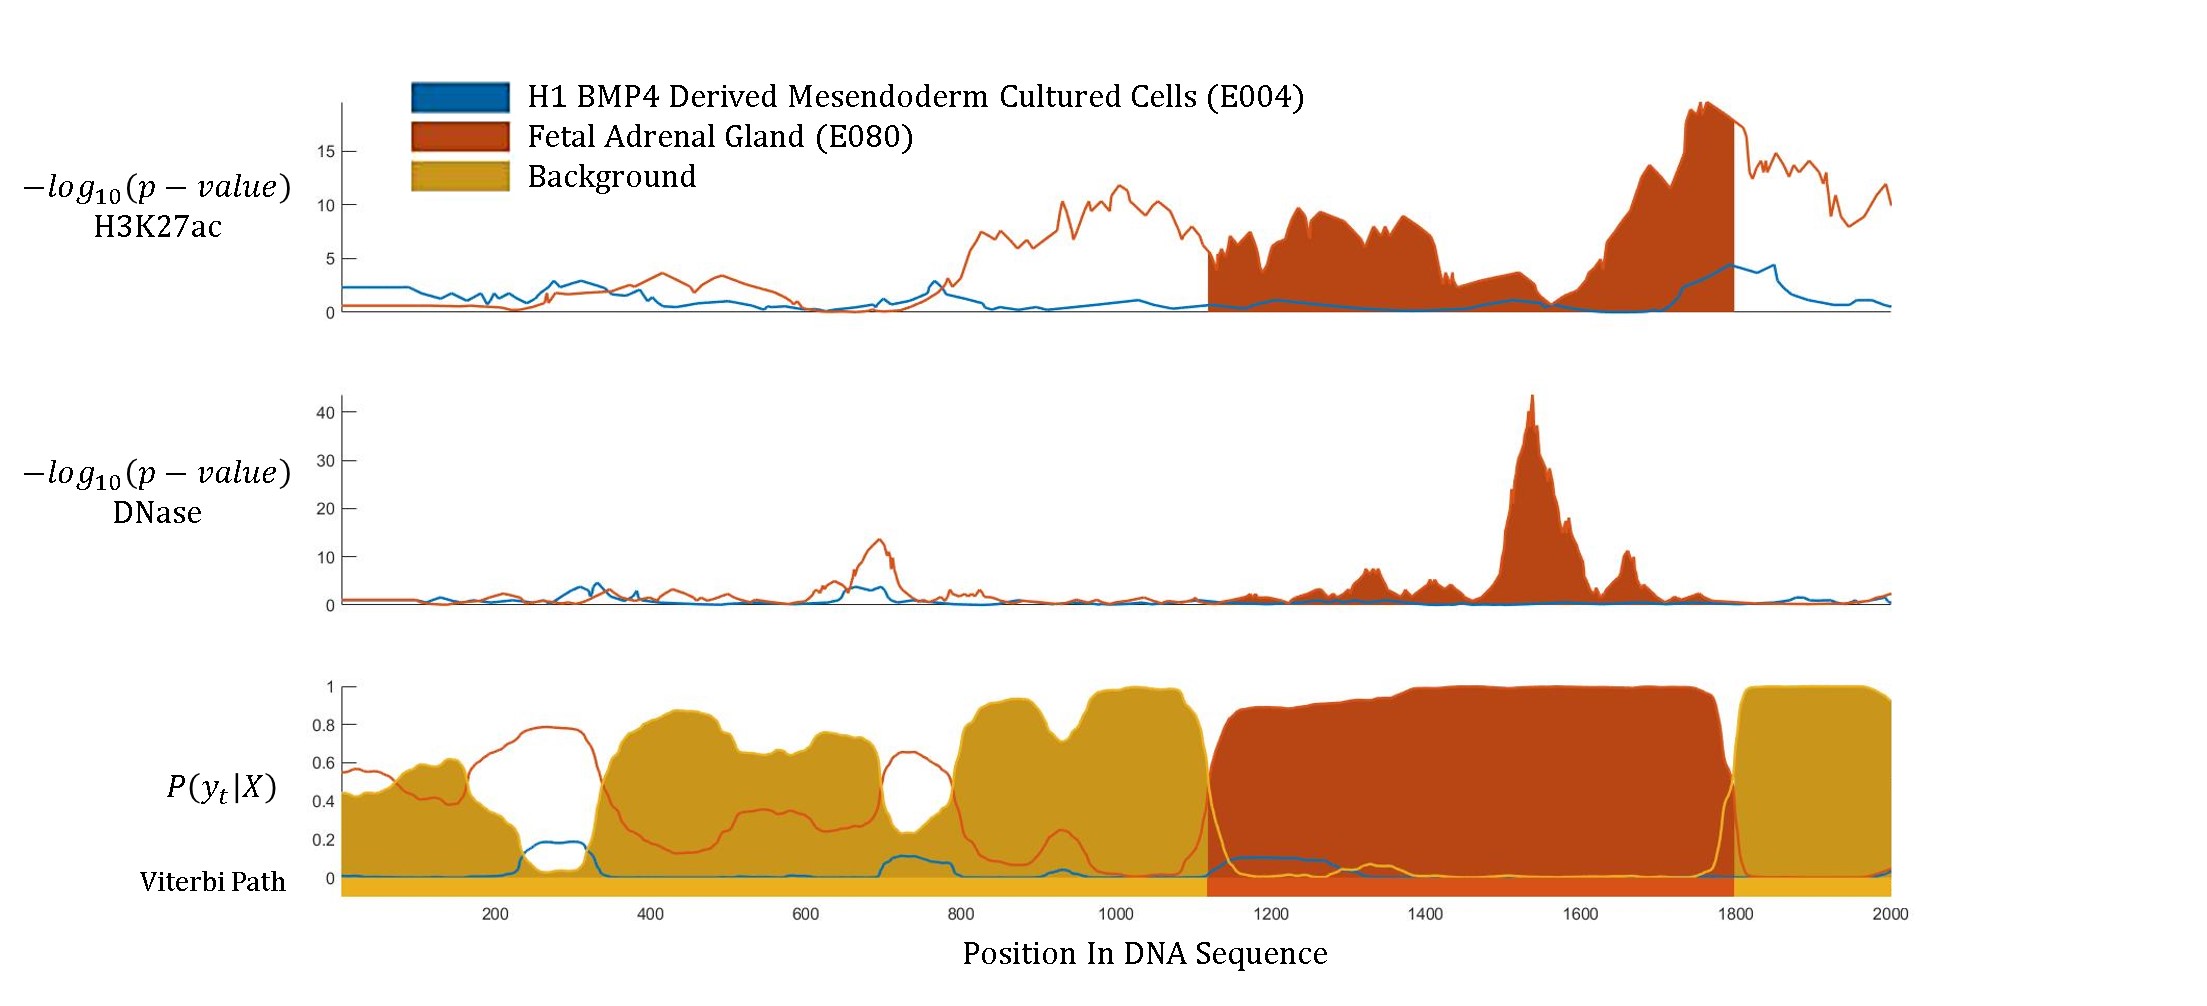 H1 BMP4 Derived Mesendoderm Cultured Cells (E004)
Fetal Adrenal Gland (E080)
Background
−log₁₀(p − value)
H3K27ac
15
10
5
0
−log₁₀(p − value)
DNase
40
30
20
10
0
P(yₜ|X)
1
0.8
0.6
0.4
0.2
0
Viterbi Path
200 400 600 800 1000 1200 1400 1600 1800 2000
Position In DNA Sequence